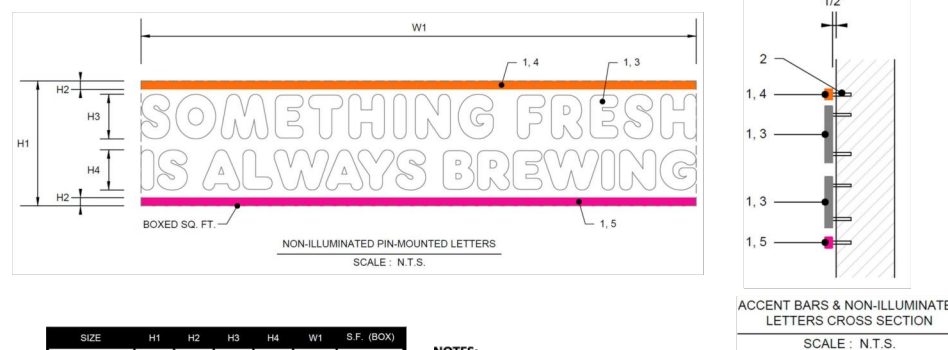 W1
1, 4
1, 3
H2
H3
H1
H4
H2
SOMETHING FRESH
IS ALWAYS BREWING
BOXED SQ. FT.
1, 5
NON-ILLUMINATED PIN-MOUNTED LETTERS
SCALE : N.T.S.
1/2
2
1, 4
1, 3
1, 3
1, 5
ACCENT BARS & NON-ILLUMINATE
LETTERS CROSS SECTION
SCALE : N.T.S.
SIZE H1 H2 H3 H4 W1 S.F. (BOX)
NOTES: